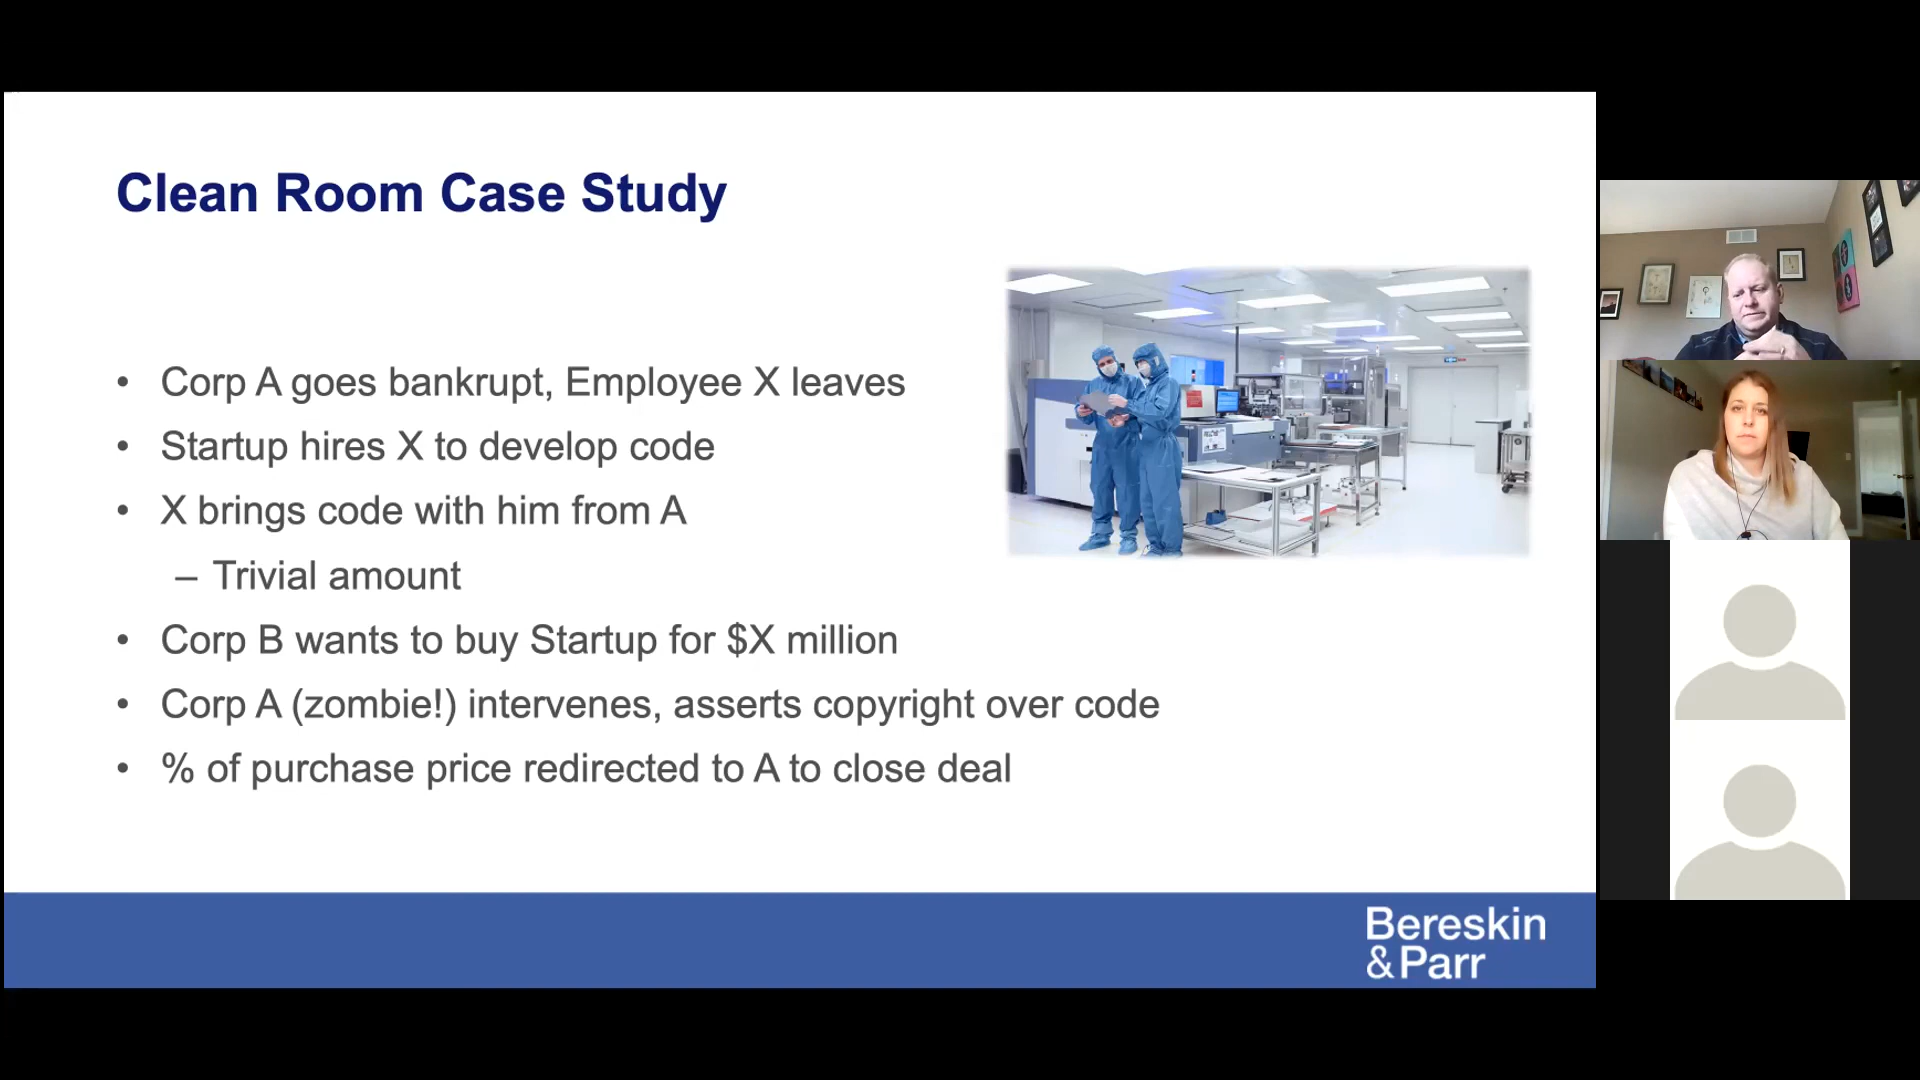 Clean Room Case Study
• Corp A goes bankrupt, Employee X leaves
• Startup hires X to develop code
• X brings code with him from A
– Trivial amount
• Corp B wants to buy Startup for $X million
• Corp A (zombie!) intervenes, asserts copyright over code
• % of purchase price redirected to A to close deal
Bereskin
& Parr